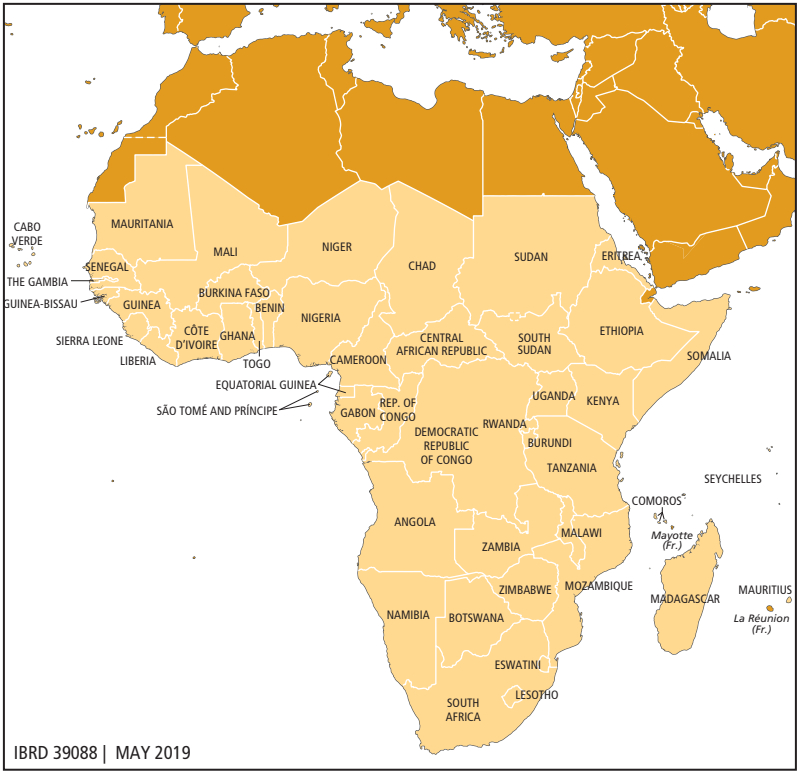 CABO
VERDE
MAURITANIA
MALI
NIGER
CHAD
SUDAN
ERITREA
SENEGAL
THE GAMBIA
GUINEA-BISSAU
GUINEA
BURKINA FASO
BENIN
NIGERIA
SIERRA LEONE
CÔTE
D'IVOIRE
GHANA
LIBERIA
TOGO
CAMEROON
CENTRAL
AFRICAN REPUBLIC
SOUTH
SUDAN
ETHIOPIA
SOMALIA
EQUATORIAL GUINEA
SÃO TOMÉ AND PRÍNCIPE
GABON
REP. OF
CONGO
UGANDA
KENYA
RWANDA
DEMOCRATIC
REPUBLIC
OF CONGO
BURUNDI
TANZANIA
SEYCHELLES
COMOROS
Mayotte
(Fr.)
ANGOLA
ZAMBIA
MALAWI
MOZAMBIQUE
ZIMBABWE
MADAGASCAR
MAURITIUS
La Réunion
(Fr.)
NAMIBIA
BOTSWANA
ESWATINI
LESOTHO
SOUTH
AFRICA
IBRD 39088 | MAY 2019